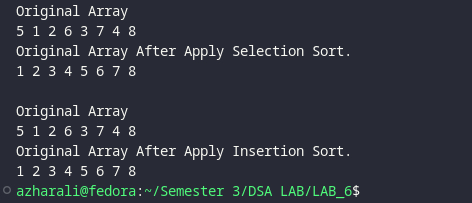 Original Array
5 1 2 6 3 7 4 8
Original Array After Apply Selection Sort.
1 2 3 4 5 6 7 8
Original Array
5 1 2 6 3 7 4 8
Original Array After Apply Insertion Sort.
1 2 3 4 5 6 7 8
azharali@fedora:~/Semester 3/DSA LAB/LAB_6$